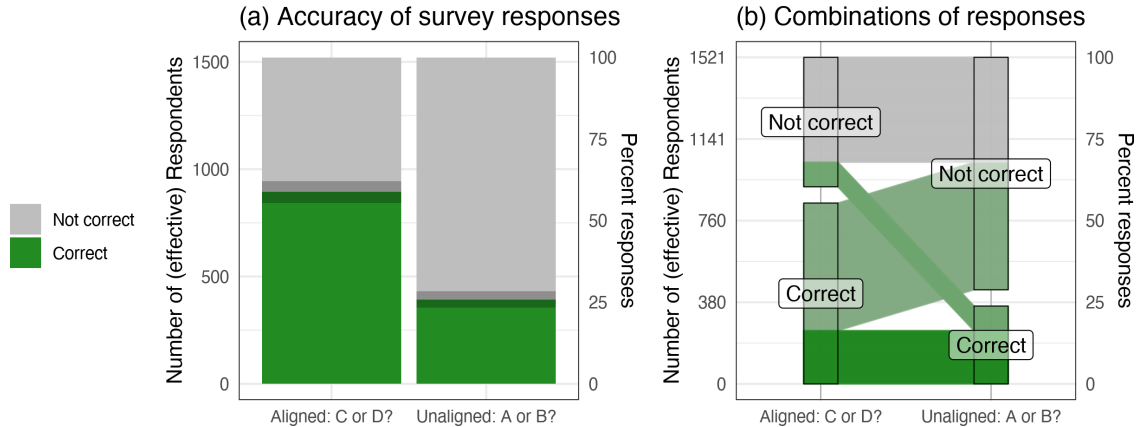 (a) Accuracy of survey responses
Number of (effective) Respondents
1500
1000
500
0
100
75
50
25
0
Percent responses
Aligned: C or D?
Unaligned: A or B?
Not correct
Correct
(b) Combinations of responses
Number of (effective) Respondents
1521
1141
760
380
0
Not correct
Correct
Not correct
Correct
100
75
50
25
0
Percent responses
Aligned: C or D?
Unaligned: A or B?